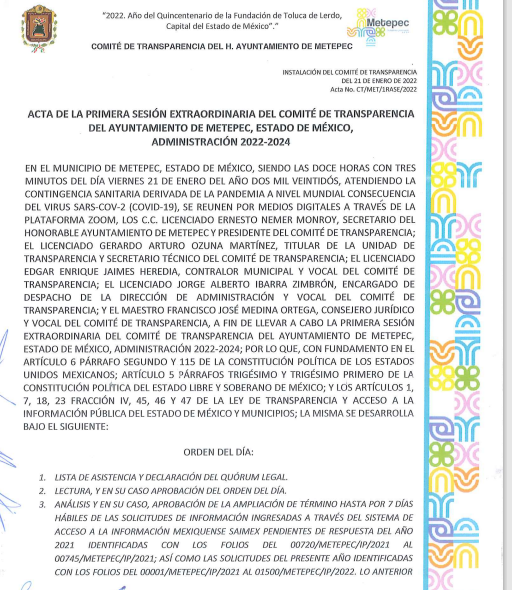 "2022. Año del Quincentenario de la Fundación de Toluca de Lerdo,
Capital del Estado de México"."
Metepec
COMITÉ DE TRANSPARENCIA DEL H. AYUNTAMIENTO DE METEPEC
INSTALACIÓN DEL COMITÉ DE TRANSPARENCIA
DEL 21 DE ENERO DE 2022
Acta No. CT/MET/1RASE/2022
ACTA DE LA PRIMERA SESIÓN EXTRAORDINARIA DEL COMITÉ DE TRANSPARENCIA
DEL AYUNTAMIENTO DE METEPEC, ESTADO DE MÉXICO,
ADMINISTRACIÓN 2022-2024
EN EL MUNICIPIO DE METEPEC, ESTADO DE MÉXICO, SIENDO LAS DOCE HORAS CON TRES
MINUTOS DEL DÍA VIERNES 21 DE ENERO DEL AÑO DOS MIL VEINTIDÓS, ATENDIENDO LA
CONTINGENCIA SANITARIA DERIVADA DE LA PANDEMIA A NIVEL MUNDIAL CONSECUENCIA
DEL VIRUS SARS-COV-2 (COVID-19), SE REUNEN POR MEDIOS DIGITALES A TRAVÉS DE LA
PLATAFORMA ZOOM, LOS C.C. LICENCIADO ERNESTO NEMER MONROY, SECRETARIO DEL
HONORABLE AYUNTAMIENTO DE METEPEC Y PRESIDENTE DEL COMITÉ DE TRANSPARENCIA;
EL LICENCIADO GERARDO ARTURO OZUNA MARTÍNEZ, TITULAR DE LA UNIDAD DE
TRANSPARENCIA Y SECRETARIO TÉCNICO DEL COMITÉ DE TRANSPARENCIA; EL LICENCIADO
EDGAR ENRIQUE JAIMES HEREDIA, CONTRALOR MUNICIPAL Y VOCAL DEL COMITÉ DE
TRANSPARENCIA; EL LICENCIADO JORGE ALBERTO IBARRA ZIMBRÓN, ENCARGADO DE
DESPACHO DE LA DIRECCIÓN DE ADMINISTRACIÓN Y VOCAL DEL COMITÉ DE
TRANSPARENCIA; Y EL MAESTRO FRANCISCO JOSÉ MEDINA ORTEGA, CONSEJERO JURÍDICO
Y VOCAL DEL COMITÉ DE TRANSPARENCIA, A FIN DE LLEVAR A CABO LA PRIMERA SESIÓN
EXTRAORDINARIA DEL COMITÉ DE TRANSPARENCIA DEL AYUNTAMIENTO DE METEPEC,
ESTADO DE MÉXICO, ADMINISTRACIÓN 2022-2024; POR LO QUE, CON FUNDAMENTO EN EL
ARTÍCULO 6 PÁRRAFO SEGUNDO Y 115 DE LA CONSTITUCIÓN POLÍTICA DE LOS ESTADOS
UNIDOS MEXICANOS; ARTÍCULO 5 PÁRRAFOS TRIGÉSIMO Y TRIGÉSIMO PRIMERO DE LA
CONSTITUCIÓN POLÍTICA DEL ESTADO LIBRE Y SOBERANO DE MÉXICO; Y LOS ARTÍCULOS 1,
7, 18, 23 FRACCIÓN IV, 45, 46 Y 47 DE LA LEY DE TRANSPARENCIA Y ACCESO A LA
INFORMACIÓN PÚBLICA DEL ESTADO DE MÉXICO Y MUNICIPIOS; LA MISMA SE DESARROLLA
BAJO EL SIGUIENTE:
ORDEN DEL DÍA:
1. LISTA DE ASISTENCIA Y DECLARACIÓN DEL QUÓRUM LEGAL.
2. LECTURA, Y EN SU CASO APROBACIÓN DEL ORDEN DEL DÍA.
3. ANÁLISIS Y EN SU CASO, APROBACIÓN DE LA AMPLIACIÓN DE TÉRMINO HASTA POR 7 DÍAS
HÁBILES DE LAS SOLICITUDES DE INFORMACIÓN INGRESADAS A TRAVÉS DEL SISTEMA DE
ACCESO A LA INFORMACIÓN MEXIQUENSE SAIMEX PENDIENTES DE RESPUESTA DEL AÑO
2021 IDENTIFICADAS CON LOS FOLIOS DEL 00720/METEPEC/IP/2021 AL
00745/METEPEC/IP/2021; ASÍ COMO LAS SOLICITUDES DEL PRESENTE AÑO IDENTIFICADAS
CON LOS FOLIOS DEL 00001/METEPEC/IP/2021 AL 01500/METEPEC/IP/2022. LO ANTERIOR